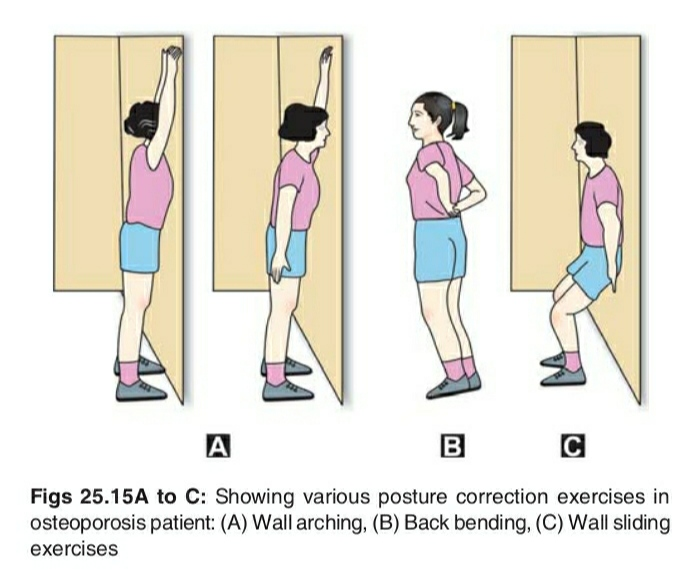 A
B
C
Figs 25.15A to C: Showing various posture correction exercises in
osteoporosis patient: (A) Wall arching, (B) Back bending, (C) Wall sliding
exercises